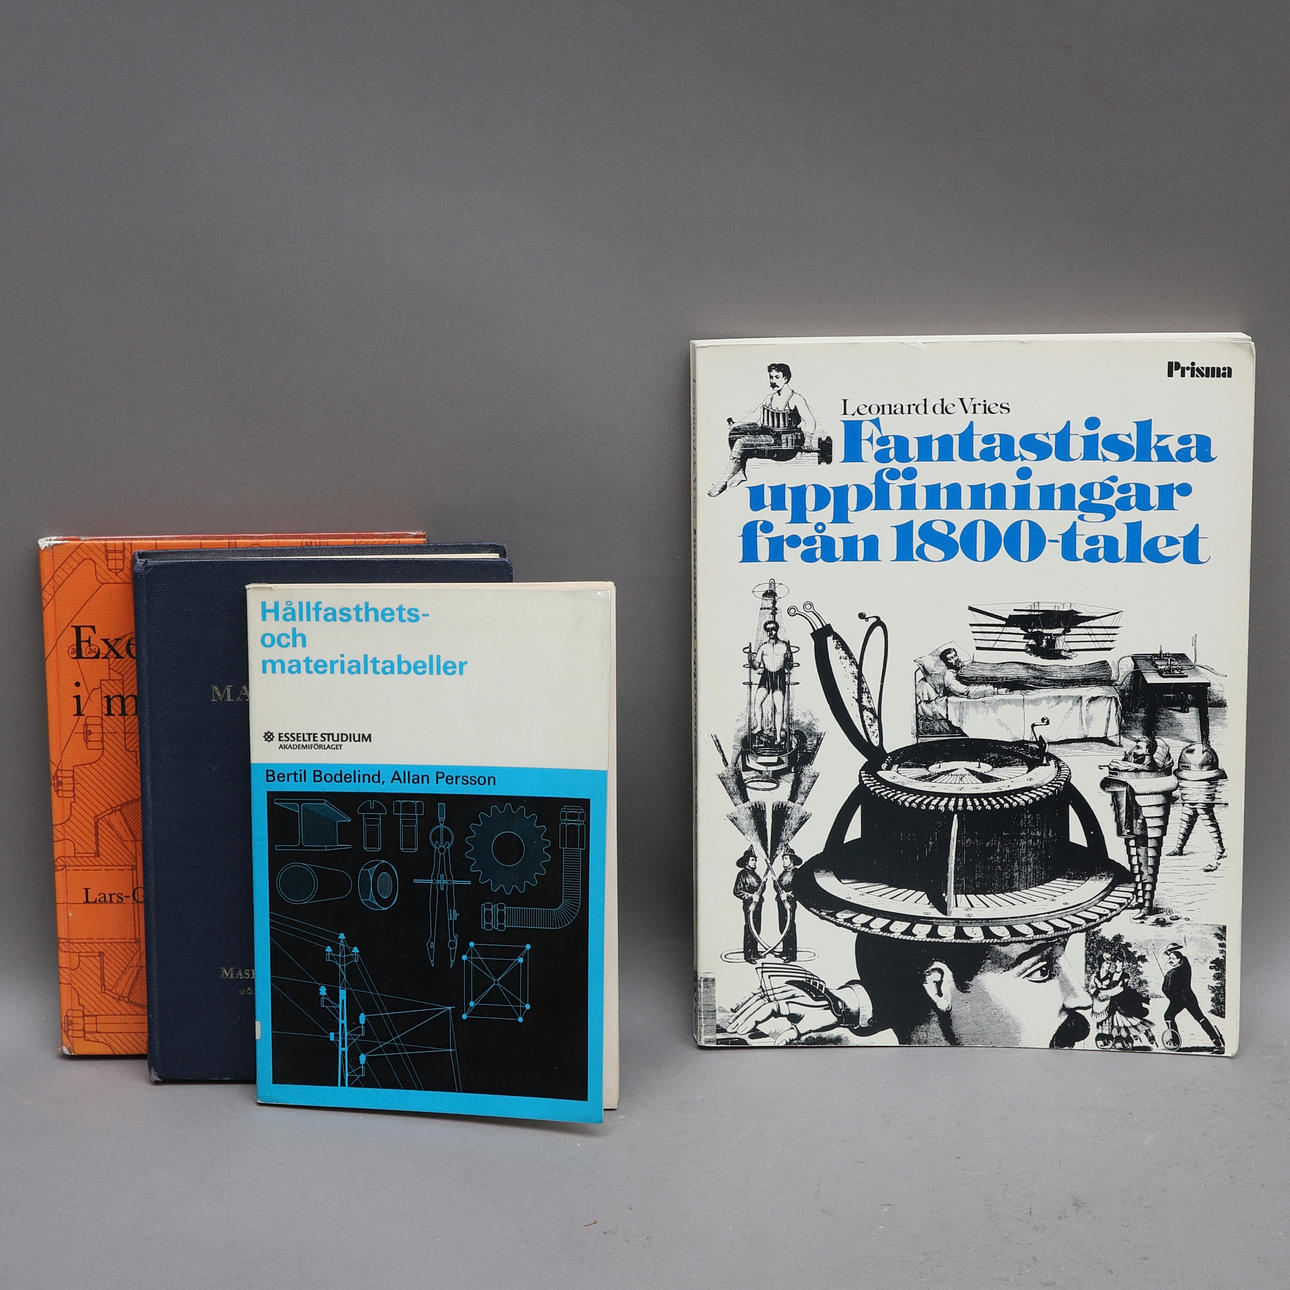 Exe
i m
Lars-G
MA
MAS
Hållfasthets-
och
materialtabeller
ESSELTE STUDIUM
AKADEMIFÖRLAGET
Bertil Bodelind, Allan Persson
Prisma
Leonard de Vries
Fantastiska
uppfinningar
från 1800-talet